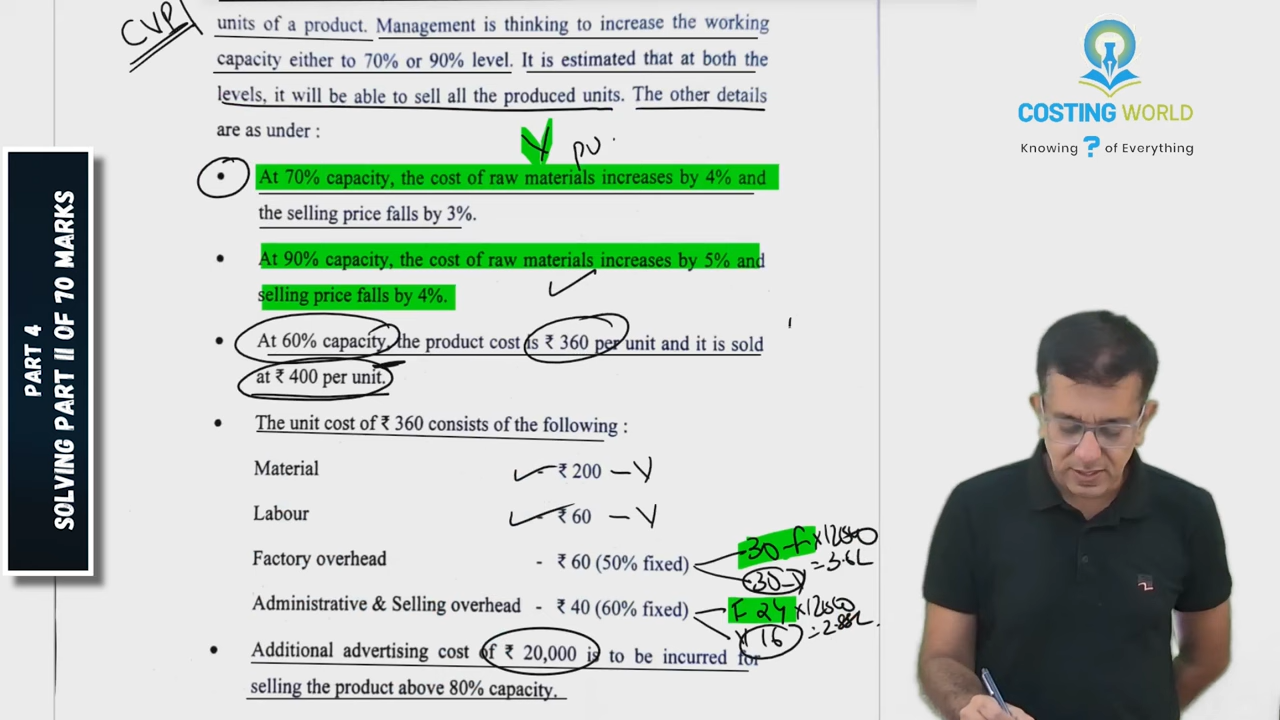 CVP
units of a product. Management is thinking to increase the working
capacity either to 70% or 90% level. It is estimated that at both the
levels, it will be able to sell all the produced units. The other details
are as under :
V pv.
• At 70% capacity, the cost of raw materials increases by 4% and
the selling price falls by 3%.
• At 90% capacity, the cost of raw materials increases by 5% and
selling price falls by 4%.
• At 60% capacity, the product cost is ₹ 360 per unit and it is sold
at ₹ 400 per unit.
• The unit cost of ₹ 360 consists of the following :
Material - ₹ 200 – V
Labour - ₹ 60 – V
Factory overhead - ₹ 60 (50% fixed)
30-F x 12000
= 3.6L
30-V
Administrative & Selling overhead - ₹ 40 (60% fixed)
F 24 x 12000
V 16 = 2.88L
• Additional advertising cost of ₹ 20,000 is to be incurred for
selling the product above 80% capacity.
PART 4
SOLVING PART II OF 70 MARKS
COSTING WORLD
Knowing ? of Everything